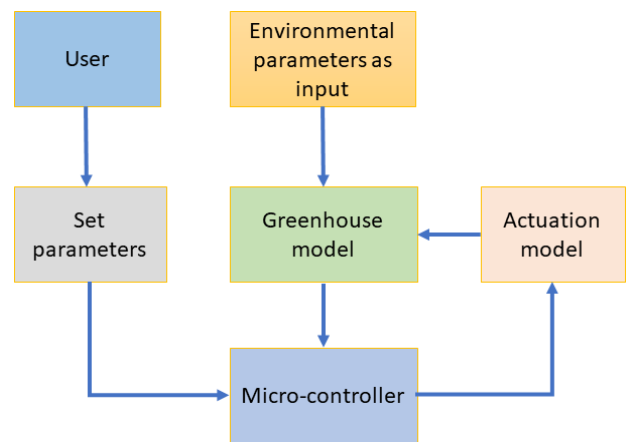 User
Environmental
parameters as
input
Set
parameters
Greenhouse
model
Actuation
model
Micro-controller